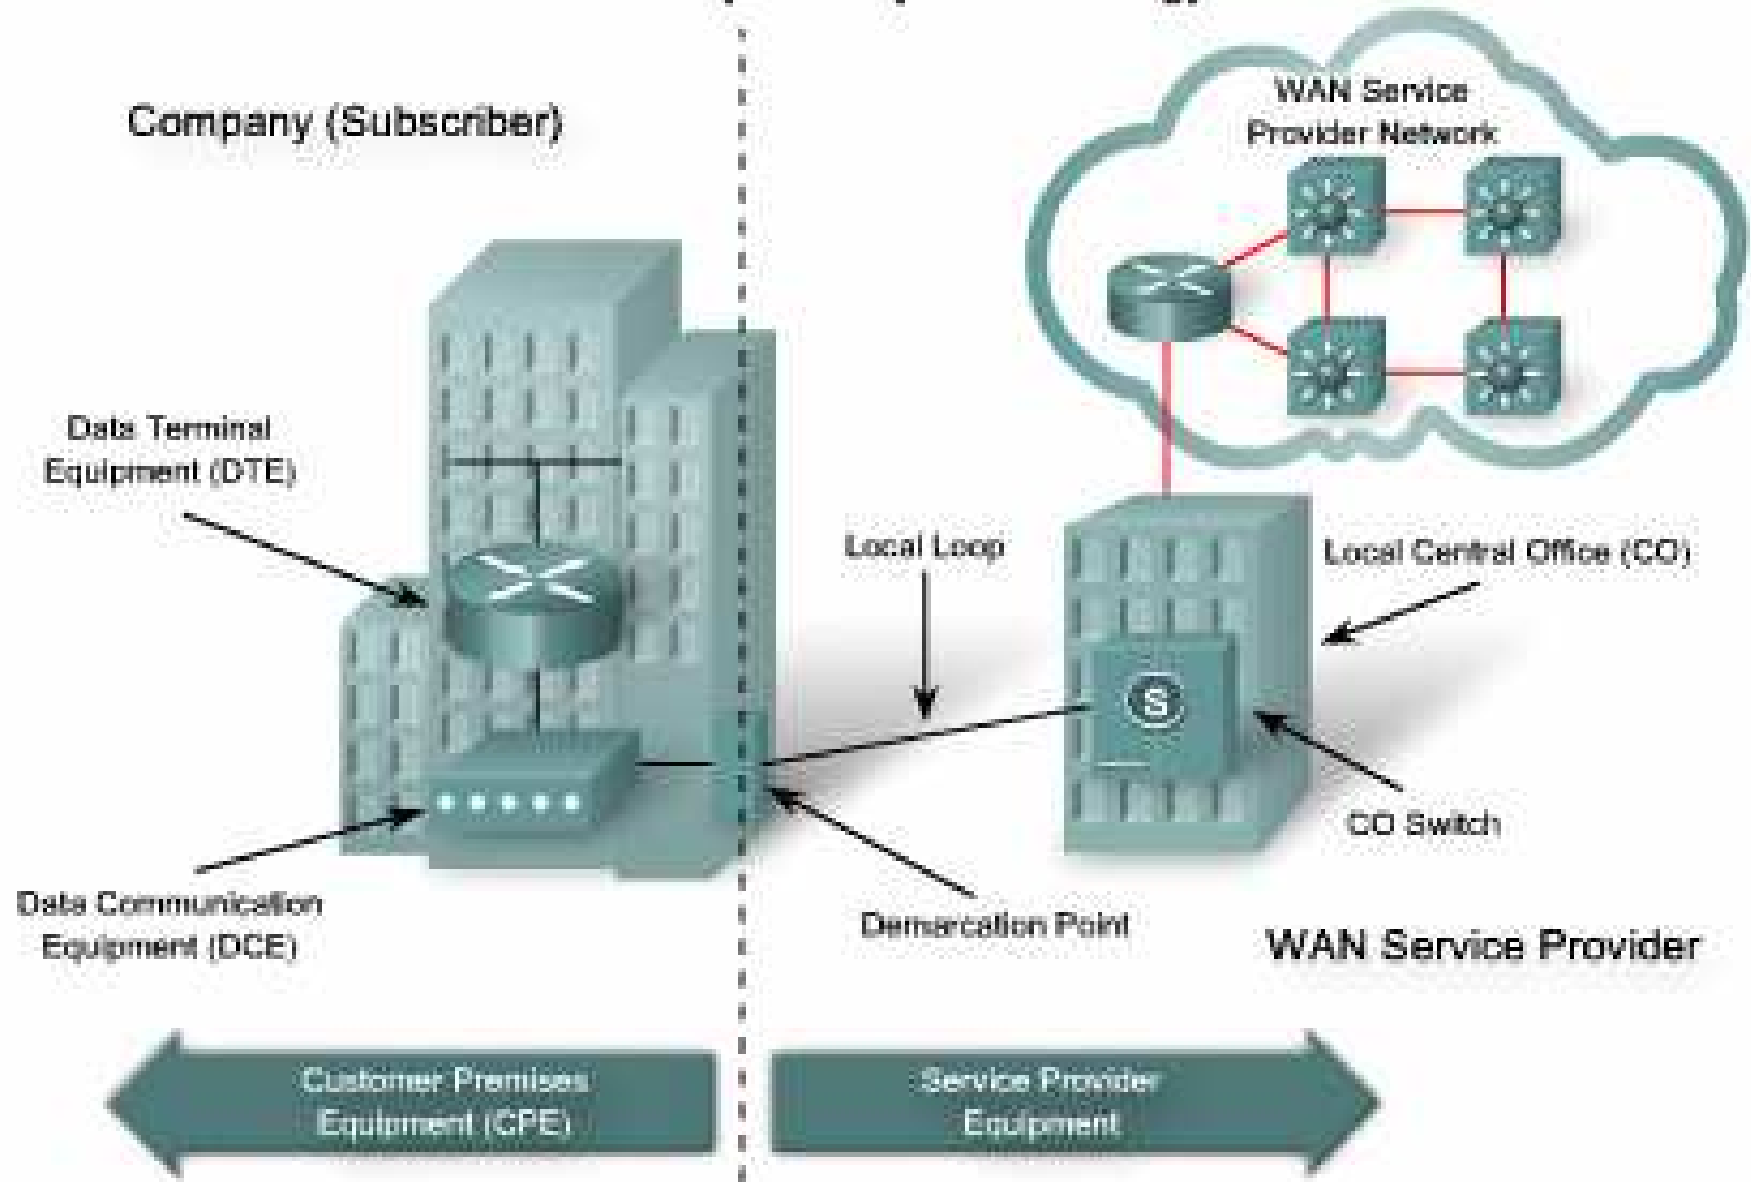 Company (Subscriber)
WAN Service
Provider Network
Data Terminal
Equipment (DTE)
Local Loop
Local Central Office (CO)
S
CO Switch
Data Communication
Equipment (DCE)
Demarcation Point
WAN Service Provider
Customer Premises
Equipment (CPE)
Service Provider
Equipment